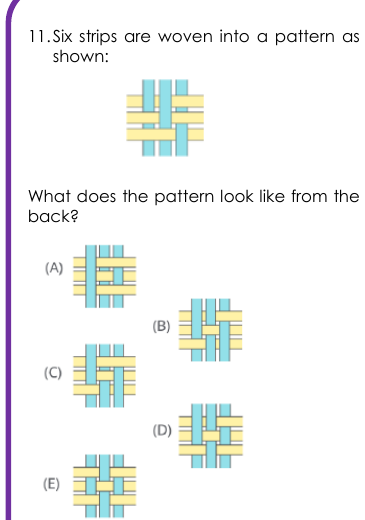 11. Six strips are woven into a pattern as
shown:
What does the pattern look like from the
back?
(A)
(B)
(C)
(D)
(E)